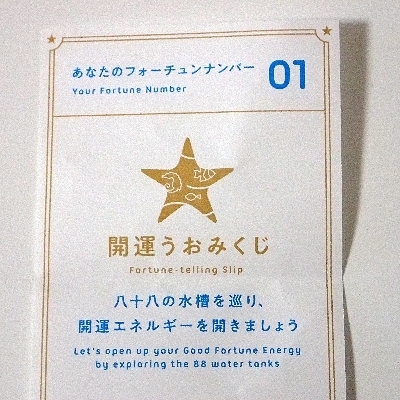 あなたのフォーチュンナンバー 01
Your Fortune Number
開運うおみくじ
Fortune-telling Slip
八十八の水槽を巡り、
開運エネルギーを開きましょう
Let's open up your Good Fortune Energy
by exploring the 88 water tanks